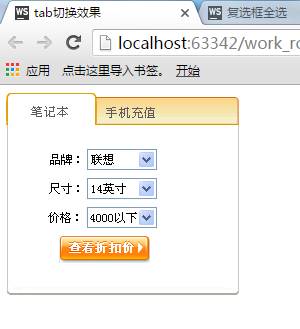 WS tab切换效果
WS 复选框全选
localhost:63342/work_ro
应用 点击这里导入书签。 开始
笔记本 手机充值
品牌： 联想
尺寸： 14英寸
价格： 4000以下
查看折扣价